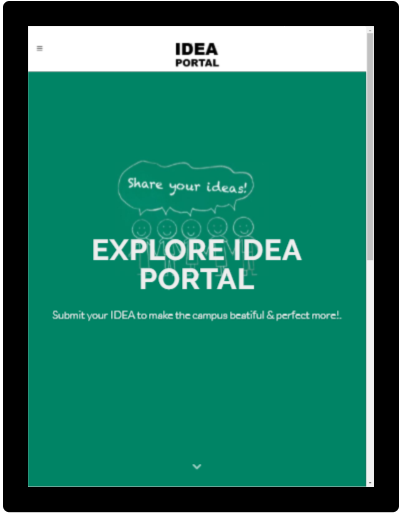 IDEA
PORTAL
Share your ideas!
EXPLORE IDEA
PORTAL
Submit your IDEA to make the campus beatiful & perfect more!.